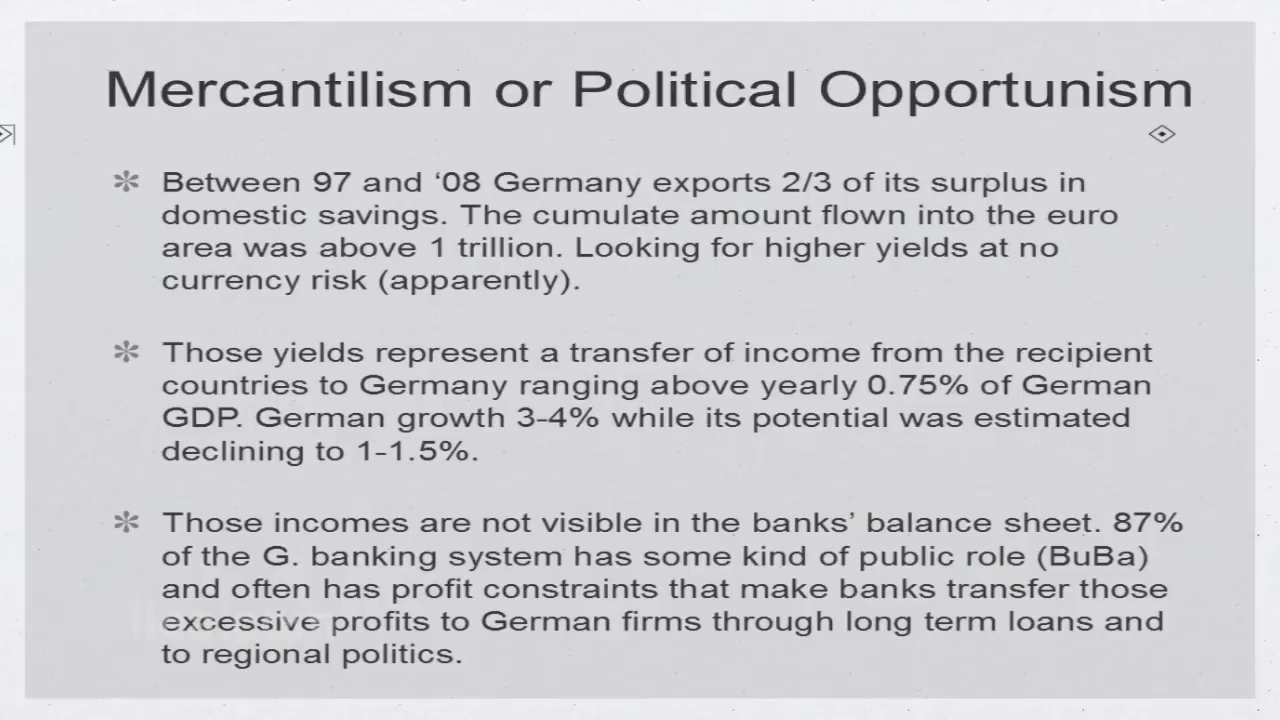 Mercantilism or Political Opportunism
Between 97 and ‘08 Germany exports 2/3 of its surplus in
domestic savings. The cumulate amount flown into the euro
area was above 1 trillion. Looking for higher yields at no
currency risk (apparently).
Those yields represent a transfer of income from the recipient
countries to Germany ranging above yearly 0.75% of German
GDP. German growth 3-4% while its potential was estimated
declining to 1-1.5%.
Those incomes are not visible in the banks’ balance sheet. 87%
of the G. banking system has some kind of public role (BuBa)
and often has profit constraints that make banks transfer those
excessive profits to German firms through long term loans and
to regional politics.